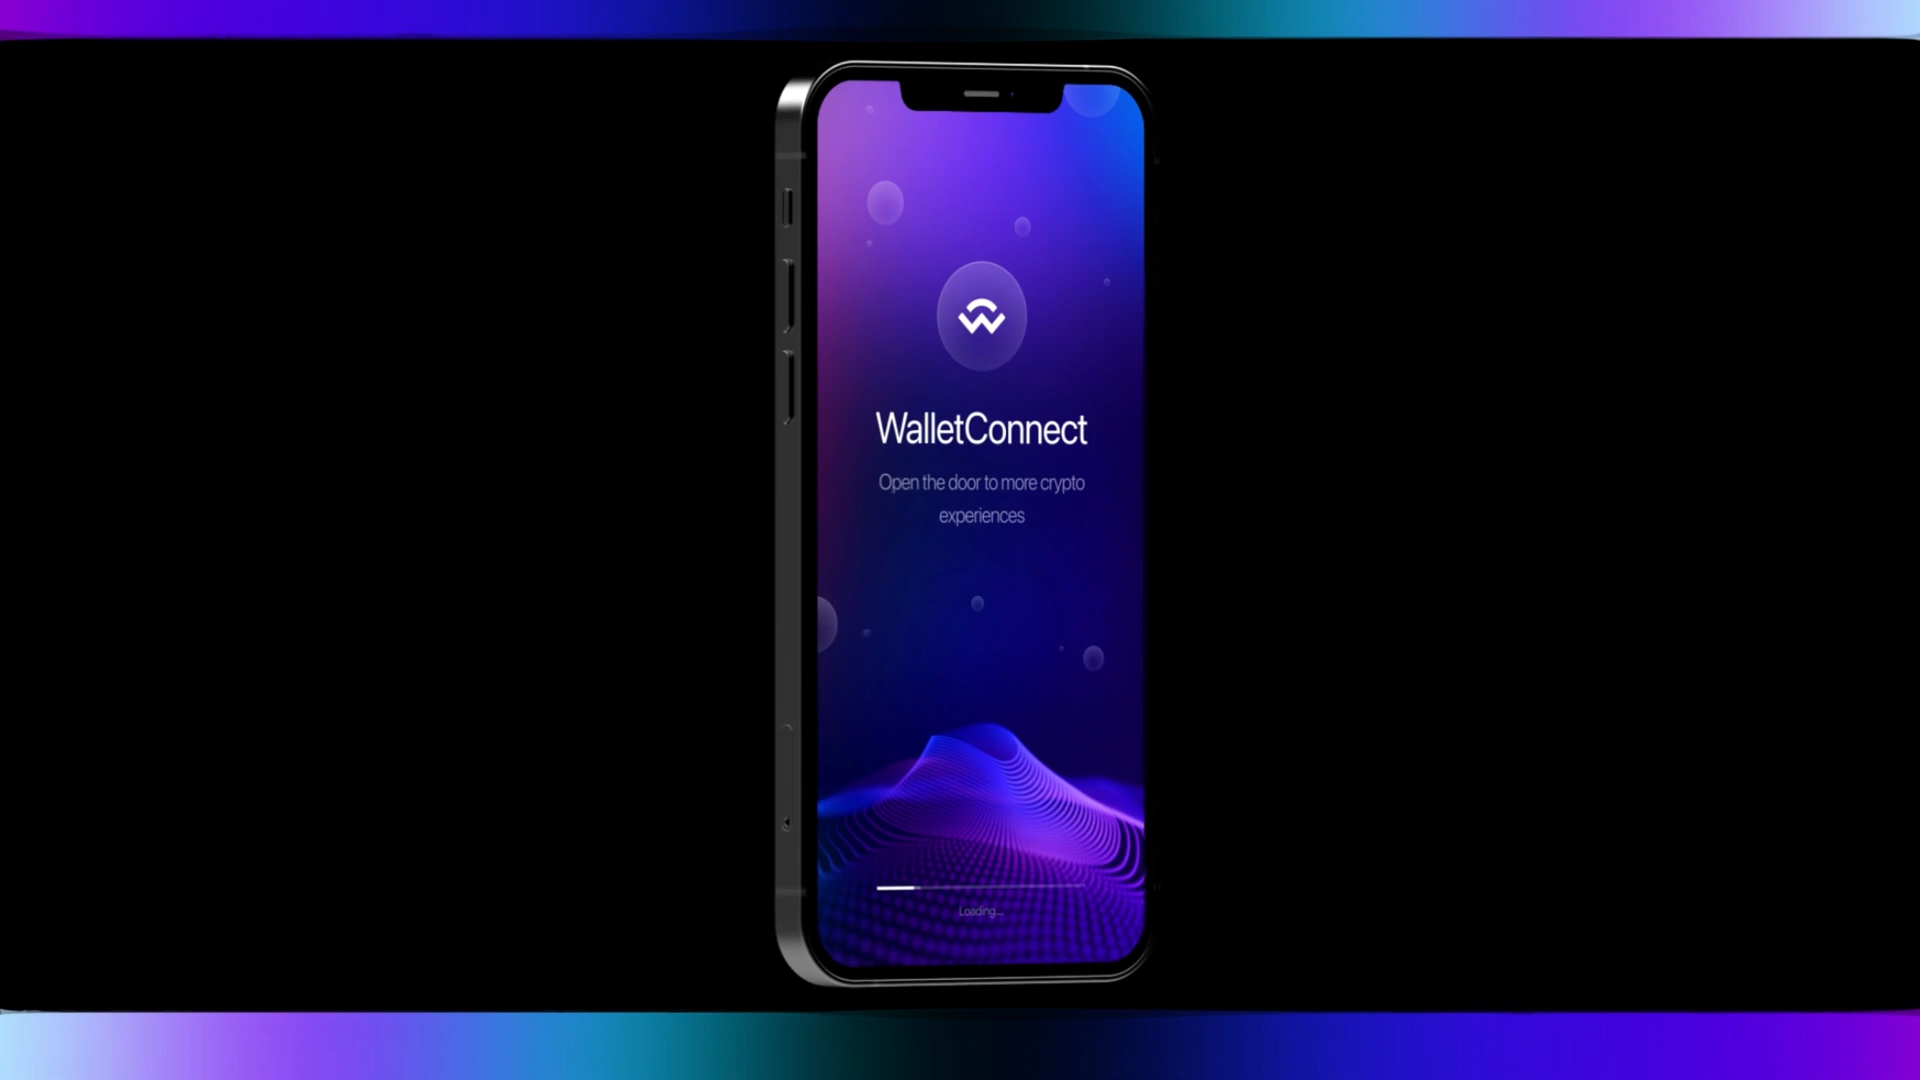 WalletConnect
Open the door to more crypto
experiences
Loading...